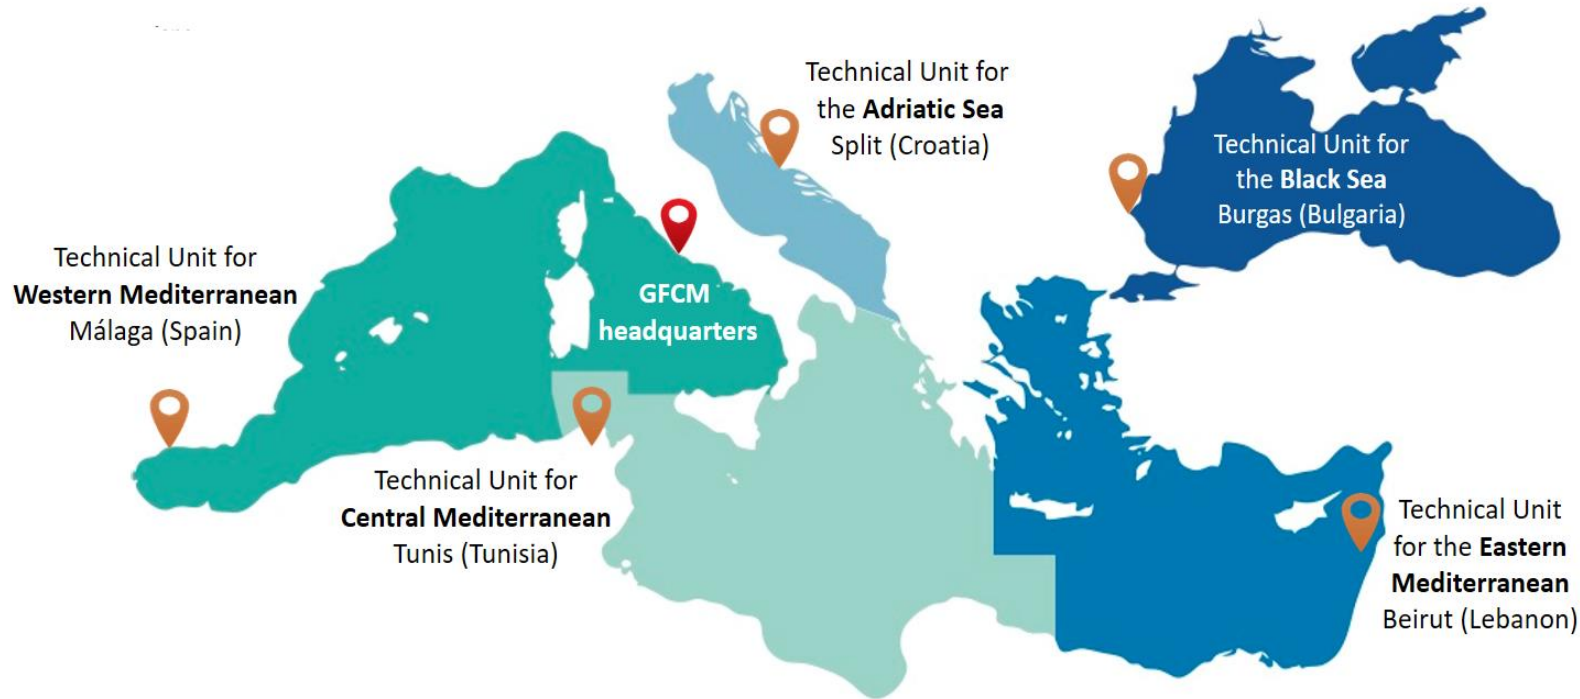 Technical Unit for
the Adriatic Sea
Split (Croatia)
Technical Unit for
the Black Sea
Burgas (Bulgaria)
Technical Unit for
Western Mediterranean
Málaga (Spain)
GFCM
headquarters
Technical Unit for
Central Mediterranean
Tunis (Tunisia)
Technical Unit
for the Eastern
Mediterranean
Beirut (Lebanon)